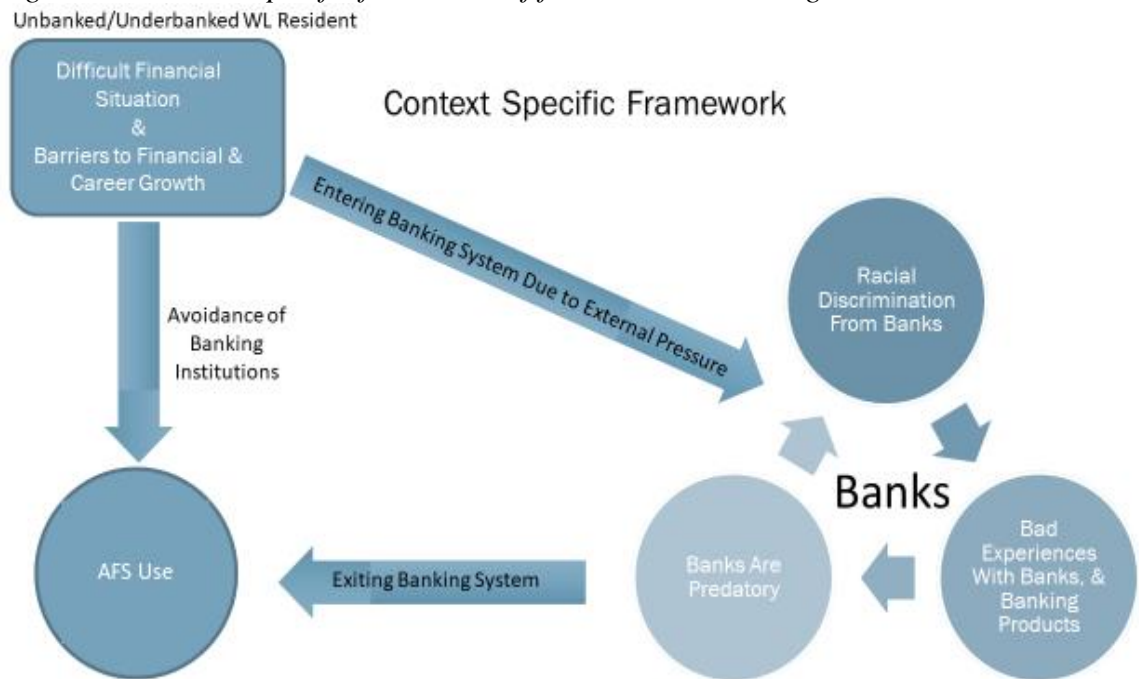 Unbanked/Underbanked WL Resident
Difficult Financial
Situation
&
Barriers to Financial &
Career Growth
Context Specific Framework
Entering Banking System Due to External Pressure
Racial
Discrimination
From Banks
Avoidance of
Banking
Institutions
Banks
Bad
Experiences
With Banks, &
Banking
Products
Banks Are
Predatory
Exiting Banking System
AFS Use